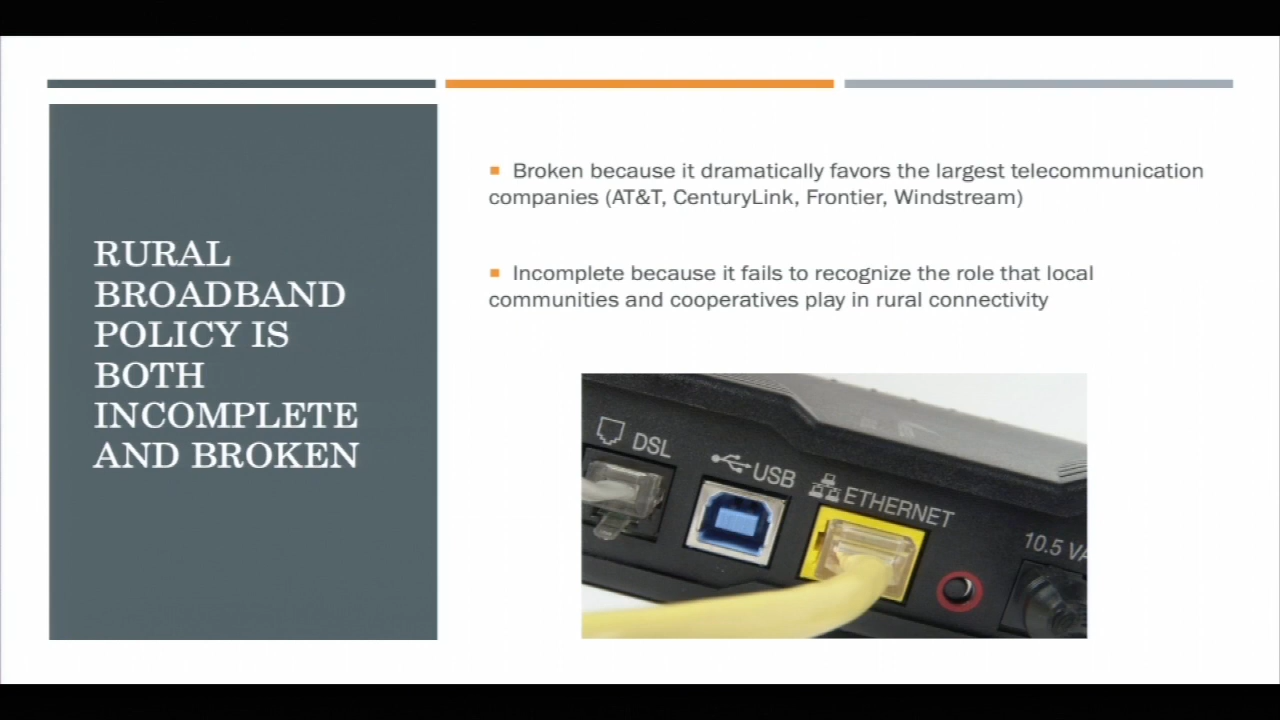 RURAL
BROADBAND
POLICY IS
BOTH
INCOMPLETE
AND BROKEN
Broken because it dramatically favors the largest telecommunication
companies (AT&T, CenturyLink, Frontier, Windstream)
Incomplete because it fails to recognize the role that local
communities and cooperatives play in rural connectivity
DSL
USB
ETHERNET
10.5 VA